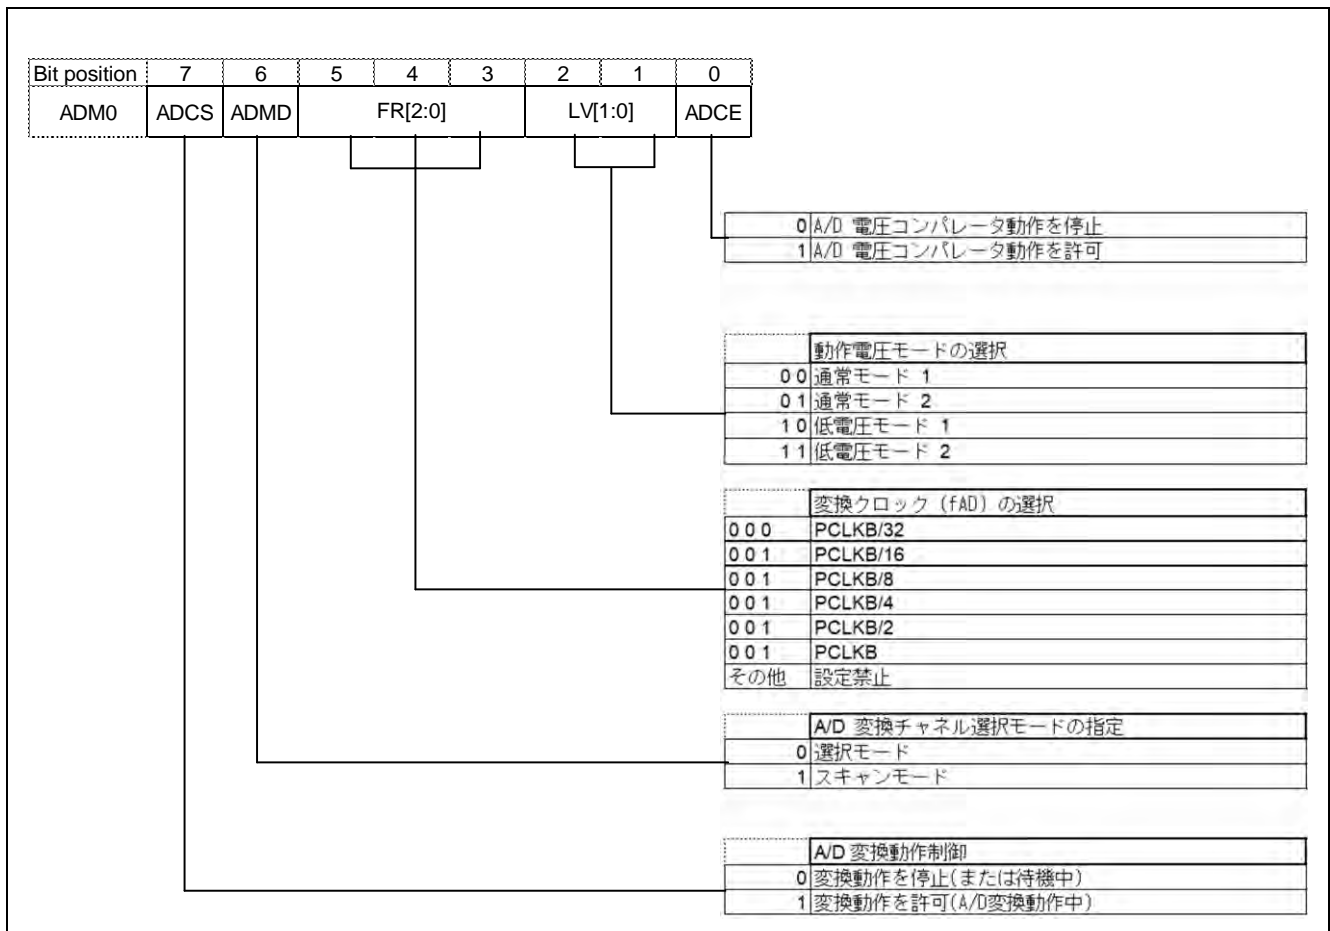 Bit position 7 6 5 4 3 2 1 0
ADM0 ADCS ADMD FR[2:0] LV[1:0] ADCE
0 A/D 電圧コンパレータ動作を停止
1 A/D 電圧コンパレータ動作を許可
動作電圧モードの選択
0 0 通常モード 1
0 1 通常モード 2
1 0 低電圧モード 1
1 1 低電圧モード 2
変換クロック (fAD) の選択
0 0 0 PCLKB/32
0 0 1 PCLKB/16
0 0 1 PCLKB/8
0 0 1 PCLKB/4
0 0 1 PCLKB/2
0 0 1 PCLKB
その他 設定禁止
A/D 変換チャネル選択モードの指定
0 選択モード
1 スキャンモード
A/D 変換動作制御
0 変換動作を停止(または待機中)
1 変換動作を許可(A/D変換動作中)